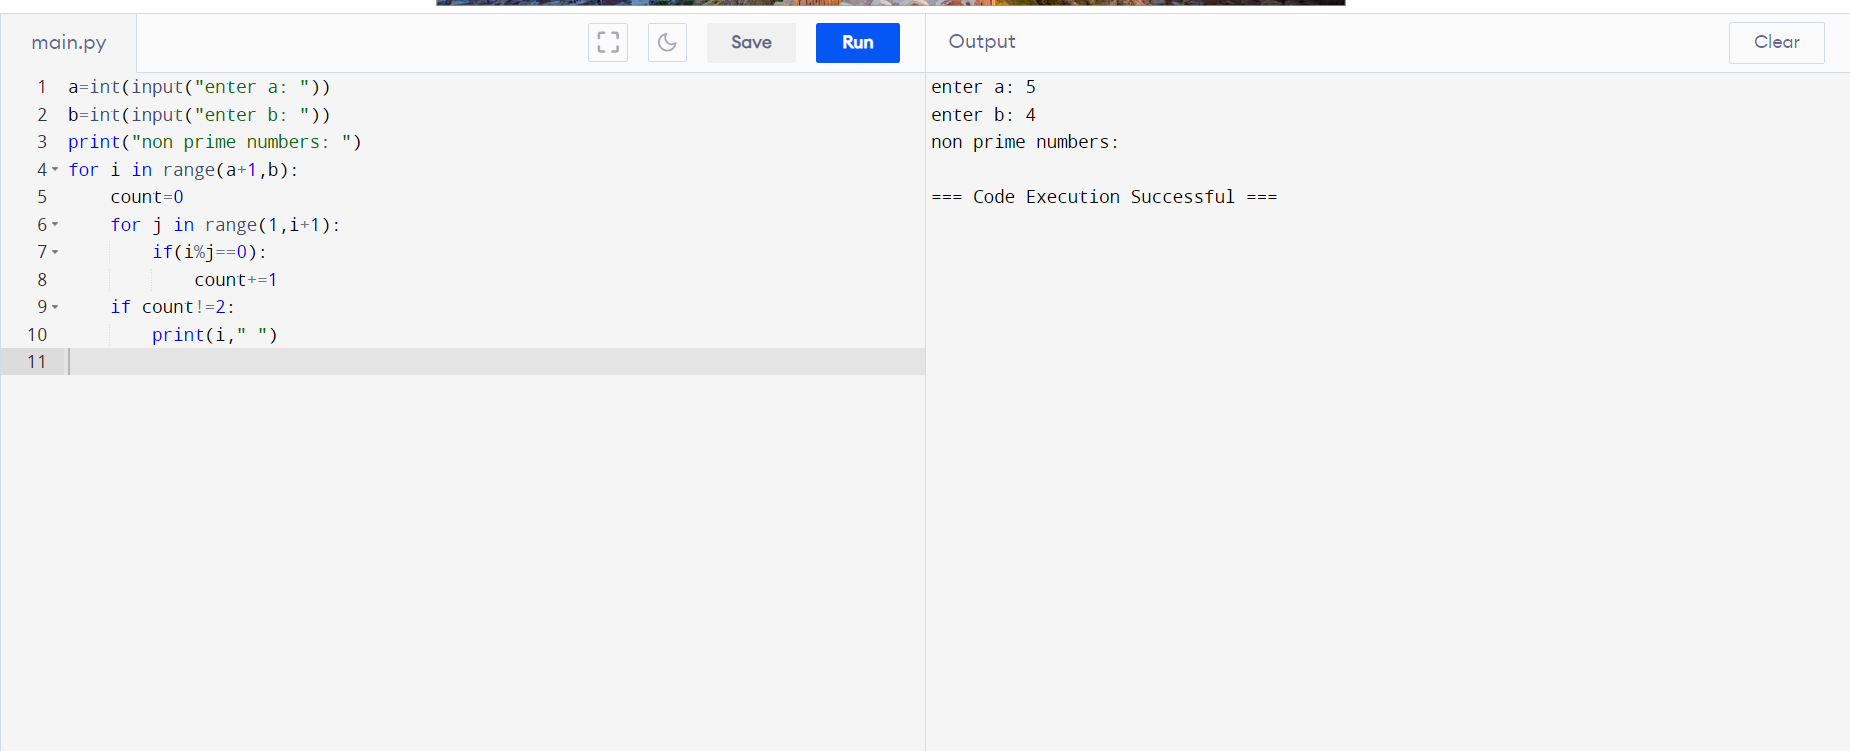 main.py
Save
Run
Output
Clear
1 a=int(input("enter a: "))
2 b=int(input("enter b: "))
3 print("non prime numbers: ")
4 for i in range(a+1,b):
5     count=0
6     for j in range(1,i+1):
7         if(i%j==0):
8             count+=1
9     if count!=2:
10         print(i," ")
11
enter a: 5
enter b: 4
non prime numbers:
=== Code Execution Successful ===